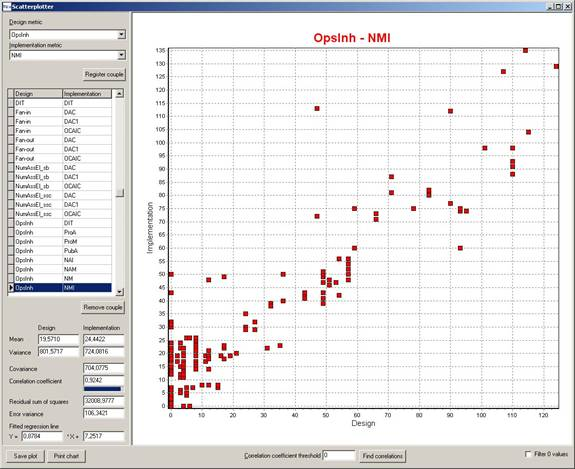 Scatterplotter
Design metric
OpsInh
Implementation metric
NMI
Register couple
Design Implementation
DIT DIT
Fan-in DAC
Fan-in DAC1
Fan-in OCAIC
Fan-out DAC
Fan-out DAC1
Fan-out OCAIC
NumAssEl_sb DAC
NumAssEl_sb DAC1
NumAssEl_sb OCAIC
NumAssEl_ssc DAC
NumAssEl_ssc DAC1
NumAssEl_ssc OCAIC
OpsInh DIT
OpsInh ProA
OpsInh ProM
OpsInh PubA
OpsInh NAI
OpsInh NAM
OpsInh NM
OpsInh NMI
Remove couple
Design Implementation
Mean 19,5710 24,4422
Variance 801,5717 724,0816
Covariance 704,0775
Correlation coefficient 0,9242
Residual sum of squares 32008,9777
Error variance 106,3421
Fitted regression line
Y = 0,8784 * X + 7,2517
Save plot Print chart
OpsInh - NMI
Implementation
135
130
125
120
115
110
105
100
95
90
85
80
75
70
65
60
55
50
45
40
35
30
25
20
15
10
5
0
0 10 20 30 40 50 60 70 80 90 100 110 120
Design
Correlation coefficient threshold 0 Find correlations
Filter 0 values